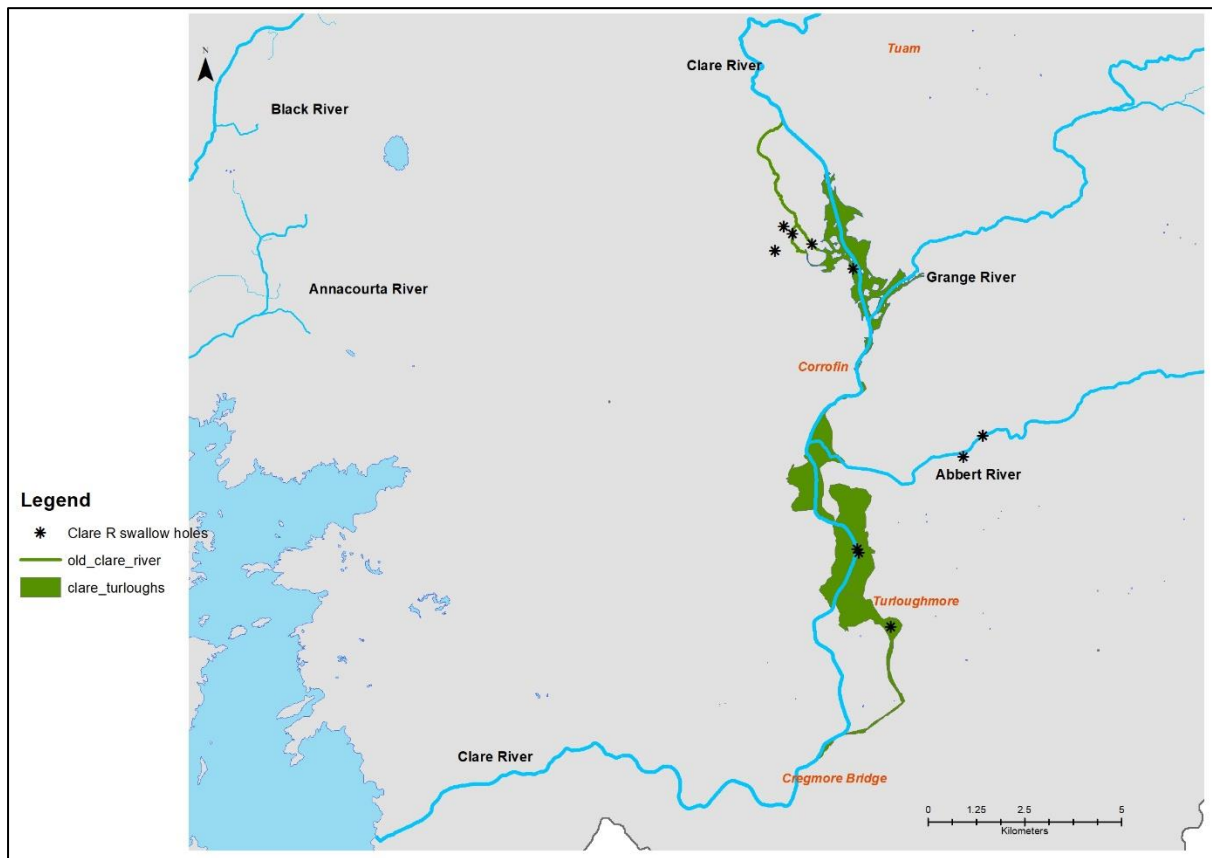 Tuam
Clare River
N
Black River
Grange River
Annacourta River
Corrofin
Abbert River
Legend
Clare R swallow holes
old_clare_river
clare_turloughs
Turloughmore
Clare River
Cregmore Bridge
0 1.25 2.5 5
Kilometers